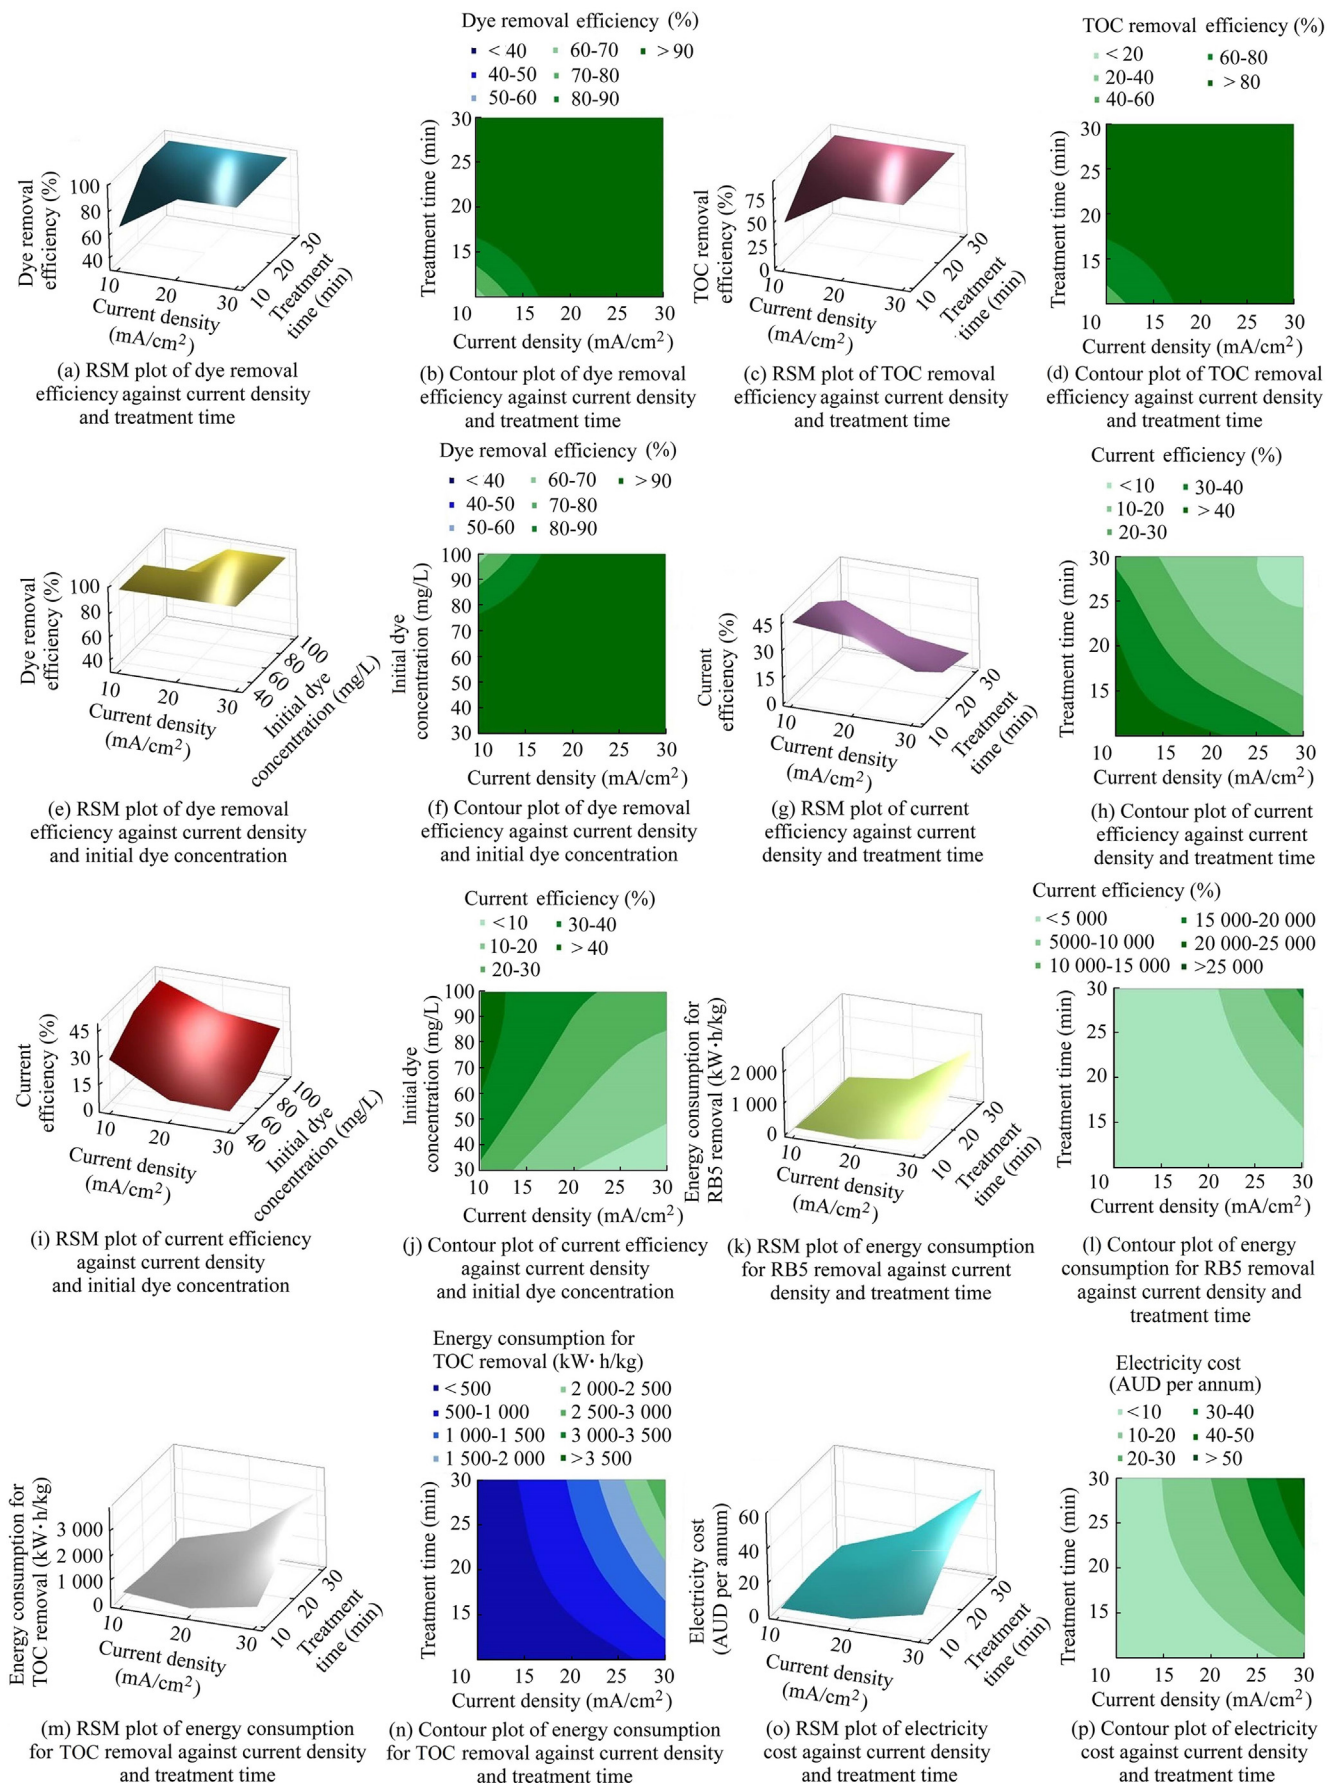 Dye removal efficiency (%)
< 40 60-70 > 90
40-50 70-80
50-60 80-90
TOC removal efficiency (%)
< 20 60-80
20-40 > 80
40-60
Dye removal
efficiency (%)
100
80
60
40
10 20 30
Current density
(mA/cm2)
10 20 30
Treatment
time (min)
(a) RSM plot of dye removal
efficiency against current density
and treatment time
Treatment time (min)
30
25
20
15
10 15 20 25 30
Current density (mA/cm2)
(b) Contour plot of dye removal
efficiency against current density
and treatment time
TOC removal
efficiency (%)
75
50
25
0
10 20 30
Current density
(mA/cm2)
10 20 30
Treatment
time (min)
(c) RSM plot of TOC removal
efficiency against current density
and treatment time
Treatment time (min)
30
25
20
15
10 15 20 25 30
Current density (mA/cm2)
(d) Contour plot of TOC removal
efficiency against current density
and treatment time
Dye removal efficiency (%)
< 40 60-70 > 90
40-50 70-80
50-60 80-90
Current efficiency (%)
<10 30-40
10-20 > 40
20-30
Dye removal
efficiency (%)
100
80
60
40
10 20 30
Current density
(mA/cm2)
40 60 80 100
Initial dye
concentration (mg/L)
(e) RSM plot of dye removal
efficiency against current density
and initial dye concentration
Initial dye
concentration (mg/L)
100
90
80
70
60
50
40
30
10 15 20 25 30
Current density (mA/cm2)
(f) Contour plot of dye removal
efficiency against current density
and initial dye concentration
Current
efficiency (%)
45
30
15
0
10 20 30
Current density
(mA/cm2)
10 20 30
Treatment
time (min)
(g) RSM plot of current
efficiency against current
density and treatment time
Treatment time (min)
30
25
20
15
10 15 20 25 30
Current density (mA/cm2)
(h) Contour plot of current
efficiency against current
density and treatment time
Current efficiency (%)
<10 30-40
10-20 > 40
20-30
Current efficiency (%)
<5 000 15 000-20 000
5000-10 000 20 000-25 000
10 000-15 000 >25 000
Current
efficiency (%)
45
30
15
0
10 20 30
Current density
(mA/cm2)
40 60 80 100
Initial dye
concentration (mg/L)
(i) RSM plot of current efficiency
against current density
and initial dye concentration
Initial dye
concentration (mg/L)
100
90
80
70
60
50
40
30
10 15 20 25 30
Current density (mA/cm2)
(j) Contour plot of current efficiency
against current density
and initial dye concentration
Energy consumption for
RB5 removal (kW·h/kg)
2 000
1 000
0
10 20 30
Current density
(mA/cm2)
10 20 30
Treatment
time (min)
(k) RSM plot of energy consumption
for RB5 removal against current
density and treatment time
Treatment time (min)
30
25
20
15
10 15 20 25 30
Current density (mA/cm2)
(l) Contour plot of energy
consumption for RB5 removal
against current density and
treatment time
Energy consumption for
TOC removal (kW·h/kg)
< 500 2 000-2 500
500-1 000 2 500-3 000
1 000-1 500 3 000-3 500
1 500-2 000 >3 500
Electricity cost
(AUD per annum)
<10 30-40
10-20 40-50
20-30 > 50
Energy consumption for
TOC removal (kW·h/kg)
3 000
2 000
1 000
0
10 20 30
Current density
(mA/cm2)
10 20 30
Treatment
time (min)
(m) RSM plot of energy consumption
for TOC removal against current density
and treatment time
Treatment time (min)
30
25
20
15
10 15 20 25 30
Current density (mA/cm2)
(n) Contour plot of energy consumption
for TOC removal against current density
and treatment time
Electricity cost
(AUD per annum)
60
40
20
0
10 20 30
Current density
(mA/cm2)
10 20 30
Treatment
time (min)
(o) RSM plot of electricity
cost against current density
and treatment time
Treatment time (min)
30
25
20
15
10 15 20 25 30
Current density (mA/cm2)
(p) Contour plot of electricity
cost against current density
and treatment time